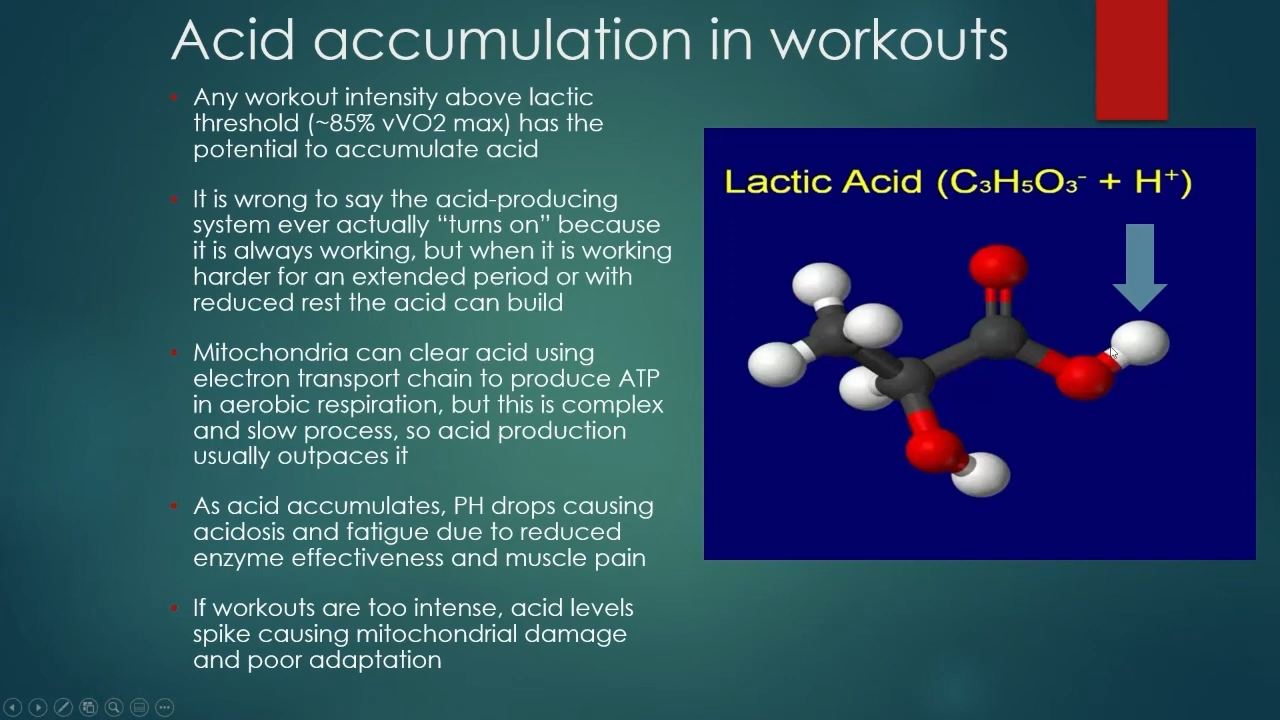 Acid accumulation in workouts
• Any workout intensity above lactic
threshold (~85% vVO2 max) has the
potential to accumulate acid
• It is wrong to say the acid-producing
system ever actually “turns on” because
it is always working, but when it is working
harder for an extended period or with
reduced rest the acid can build
• Mitochondria can clear acid using
electron transport chain to produce ATP
in aerobic respiration, but this is complex
and slow process, so acid production
usually outpaces it
• As acid accumulates, PH drops causing
acidosis and fatigue due to reduced
enzyme effectiveness and muscle pain
• If workouts are too intense, acid levels
spike causing mitochondrial damage
and poor adaptation
Lactic Acid (C₃H₅O₃⁻ + H⁺)